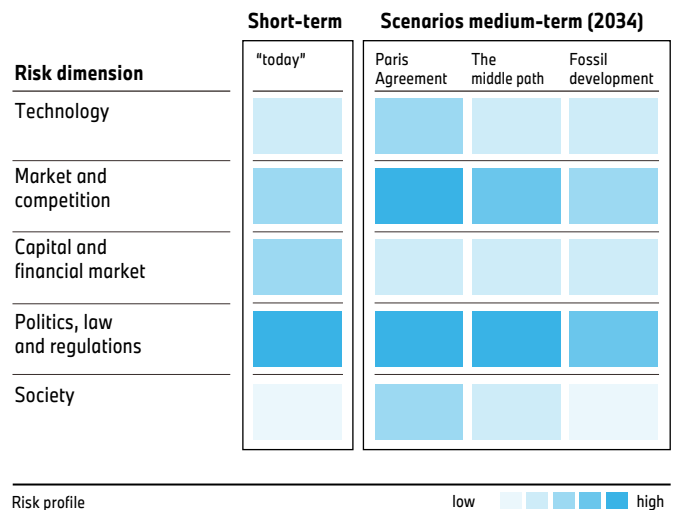 Short-term
Scenarios medium-term (2034)
Risk dimension
“today”
Paris
Agreement
The
middle path
Fossil
development
Technology
Market and
competition
Capital and
financial market
Politics, law
and regulations
Society
Risk profile
low
high